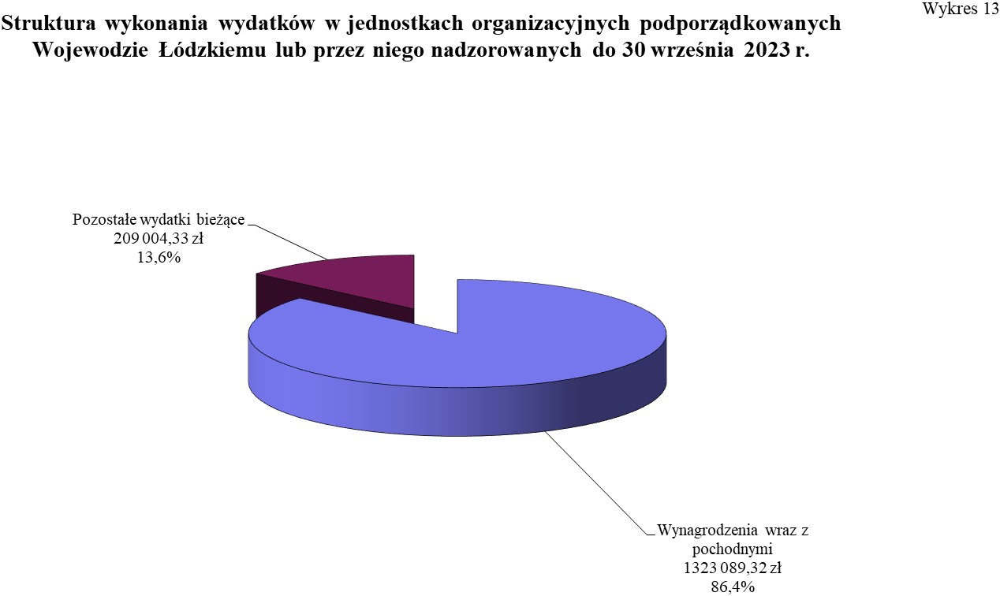 Wykres 13
Struktura wykonania wydatków w jednostkach organizacyjnych podporządkowanych
Wojewodzie Łódzkiemu lub przez niego nadzorowanych do 30 września 2023 r.
Pozostałe wydatki bieżące
209 004,33 zł
13,6%
Wynagrodzenia wraz z
pochodnymi
1323 089,32 zł
86,4%